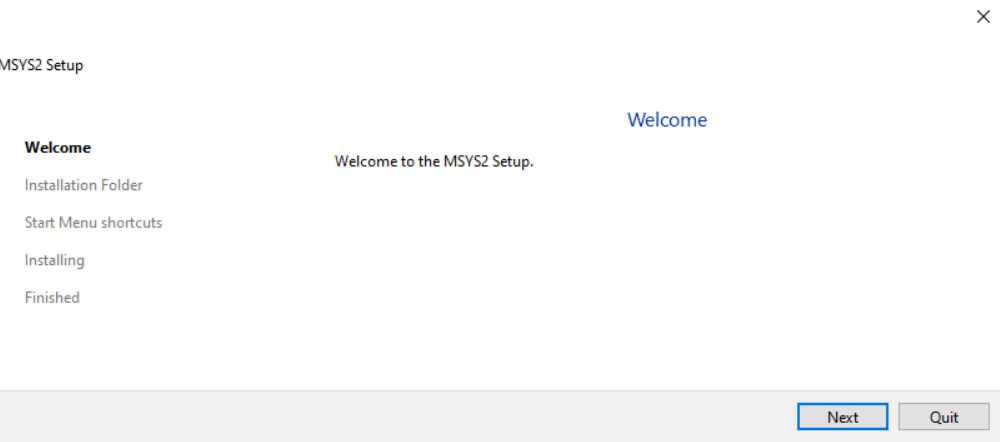 MSYS2 Setup
Welcome
Welcome
Welcome to the MSYS2 Setup.
Installation Folder
Start Menu shortcuts
Installing
Finished
Next
Quit